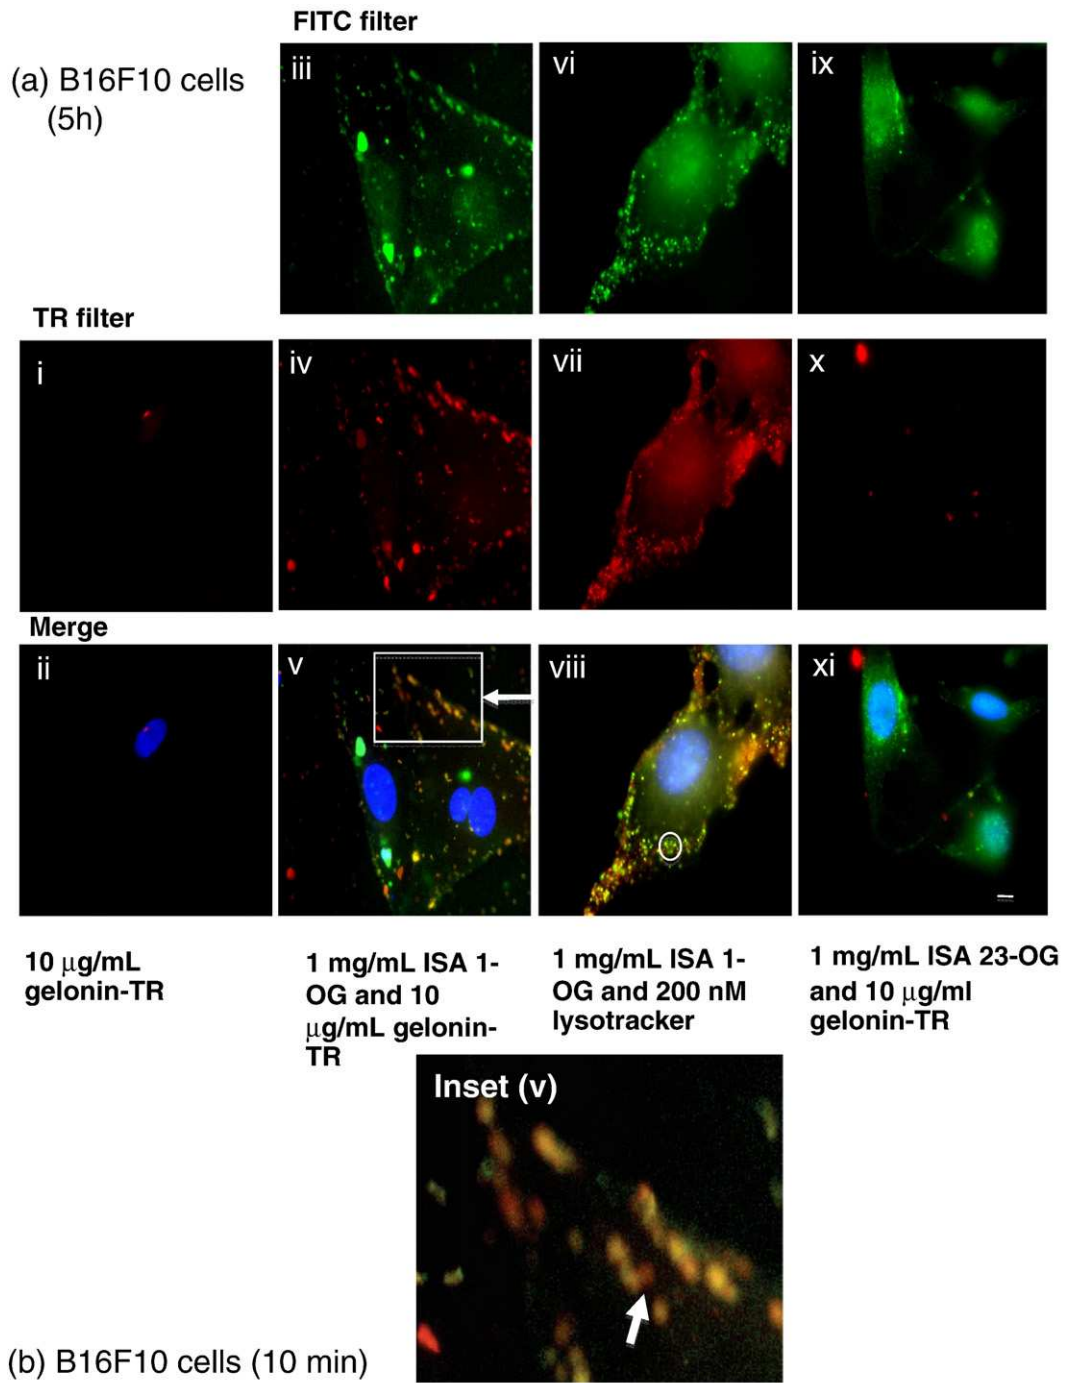 FITC filter
(a) B16F10 cells
(5h)
iii
vi
ix
TR filter
i
iv
vii
x
Merge
ii
v
viii
xi
10 μg/mL
gelonin-TR
1 mg/mL ISA 1-
OG and 10
μg/mL gelonin-
TR
1 mg/mL ISA 1-
OG and 200 nM
lysotracker
1 mg/mL ISA 23-OG
and 10 μg/ml
gelonin-TR
Inset (v)
(b) B16F10 cells (10 min)